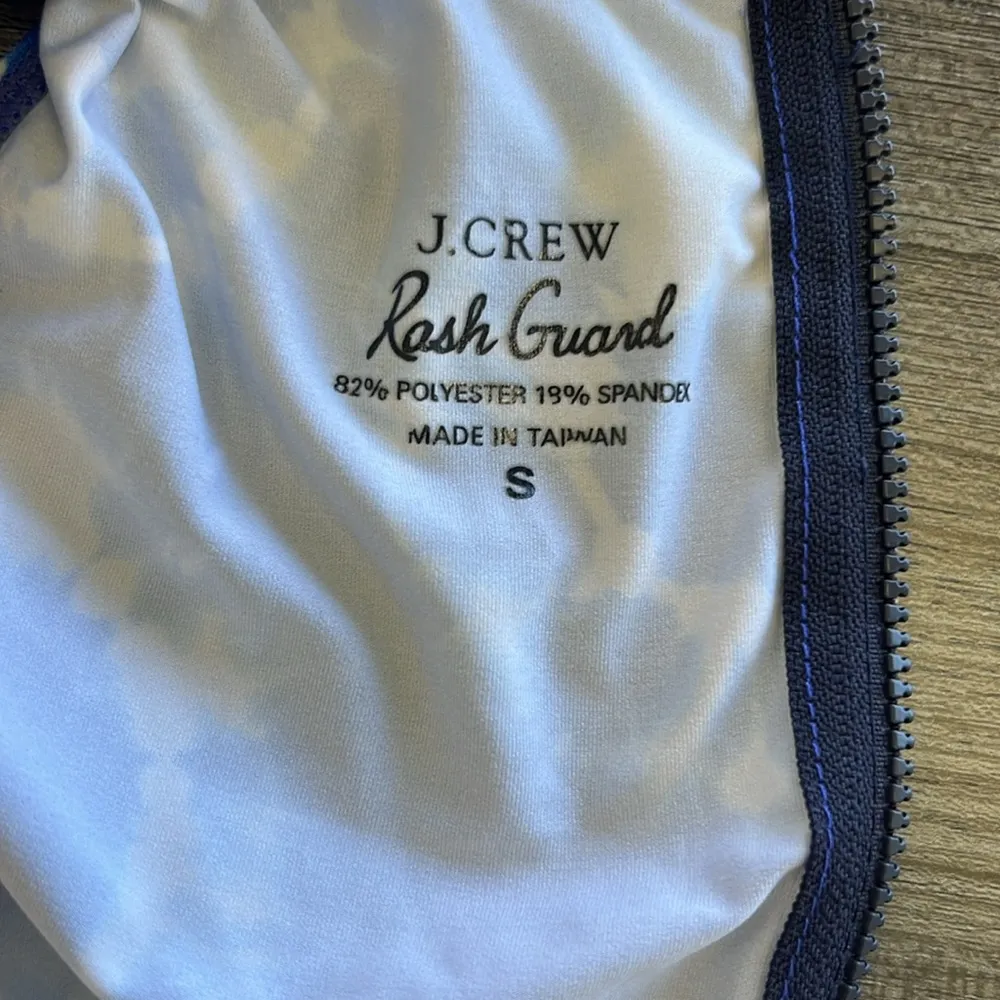 J.CREW
Rash Guard
82% POLYESTER 18% SPANDEX
MADE IN TAIWAN
S